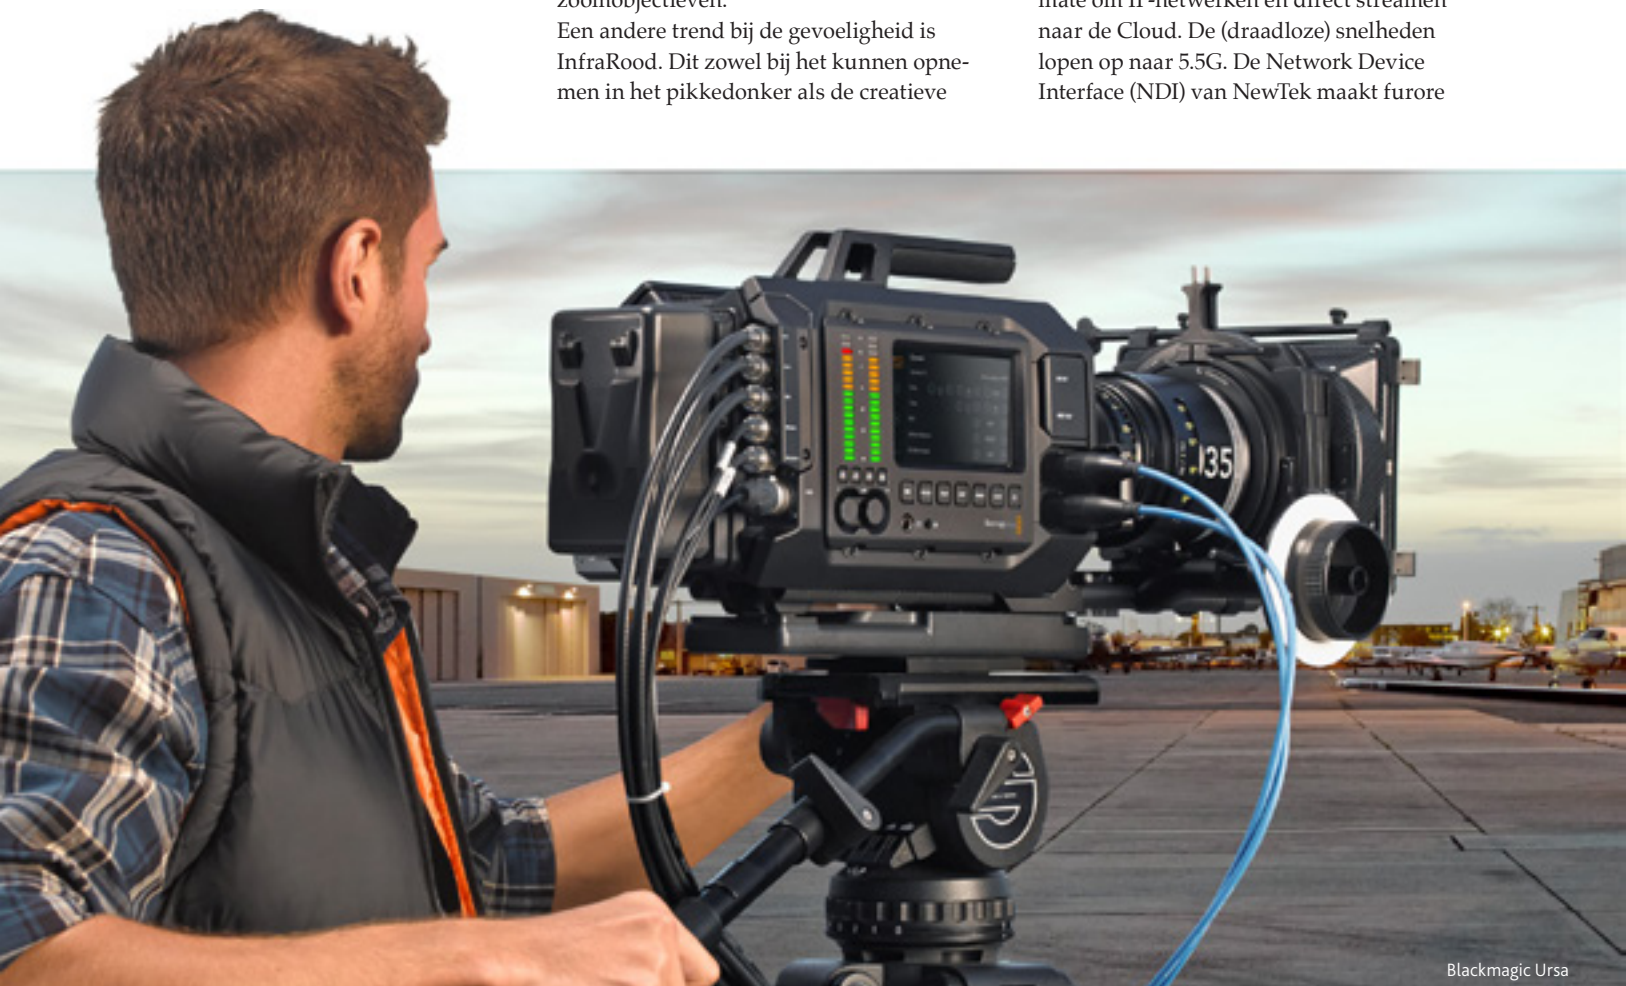 zoomobjectieven.
Een andere trend bij de gevoeligheid is
InfraRood. Dit zowel bij het kunnen opne-
men in het pikkedonker als de creatieve
naar de Cloud. De (draadloze) snelheden
lopen op naar 5.5G. De Network Device
Interface (NDI) van NewTek maakt furore
135
Blackmagic Ursa